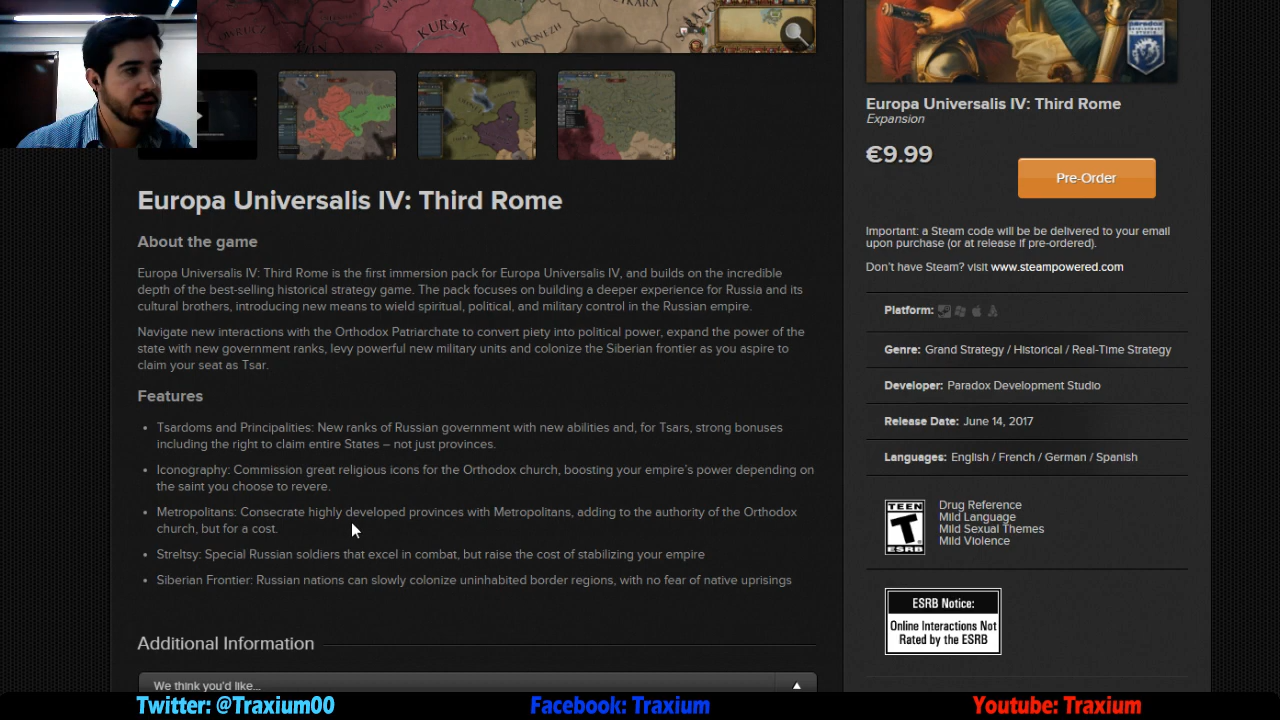 KURSK
VORONEZH
Europa Universalis IV: Third Rome
About the game
Europa Universalis IV: Third Rome is the first immersion pack for Europa Universalis IV, and builds on the incredible
depth of the best-selling historical strategy game. The pack focuses on building a deeper experience for Russia and its
cultural brothers, introducing new means to wield spiritual, political, and military control in the Russian empire.
Navigate new interactions with the Orthodox Patriarchate to convert piety into political power, expand the power of the
state with new government ranks, levy powerful new military units and colonize the Siberian frontier as you aspire to
claim your seat as Tsar.
Features
Tsardoms and Principalities: New ranks of Russian government with new abilities and, for Tsars, strong bonuses
including the right to claim entire States – not just provinces.
Iconography: Commission great religious icons for the Orthodox church, boosting your empire's power depending on
the saint you choose to revere.
Metropolitans: Consecrate highly developed provinces with Metropolitans, adding to the authority of the Orthodox
church, but for a cost.
Streltsy: Special Russian soldiers that excel in combat, but raise the cost of stabilizing your empire
Siberian Frontier: Russian nations can slowly colonize uninhabited border regions, with no fear of native uprisings
Additional Information
We think you'd like...
Europa Universalis IV: Third Rome
Expansion
€9.99
Pre-Order
Important: a Steam code will be be delivered to your email
upon purchase (or at release if pre-ordered).
Don't have Steam? visit www.steampowered.com
Platform:
Genre: Grand Strategy / Historical / Real-Time Strategy
Developer: Paradox Development Studio
Release Date: June 14, 2017
Languages: English / French / German / Spanish
TEEN
T
ESRB
Drug Reference
Mild Language
Mild Sexual Themes
Mild Violence
ESRB Notice:
Online Interactions Not
Rated by the ESRB
Twitter: @Traxium00
Facebook: Traxium
Youtube: Traxium